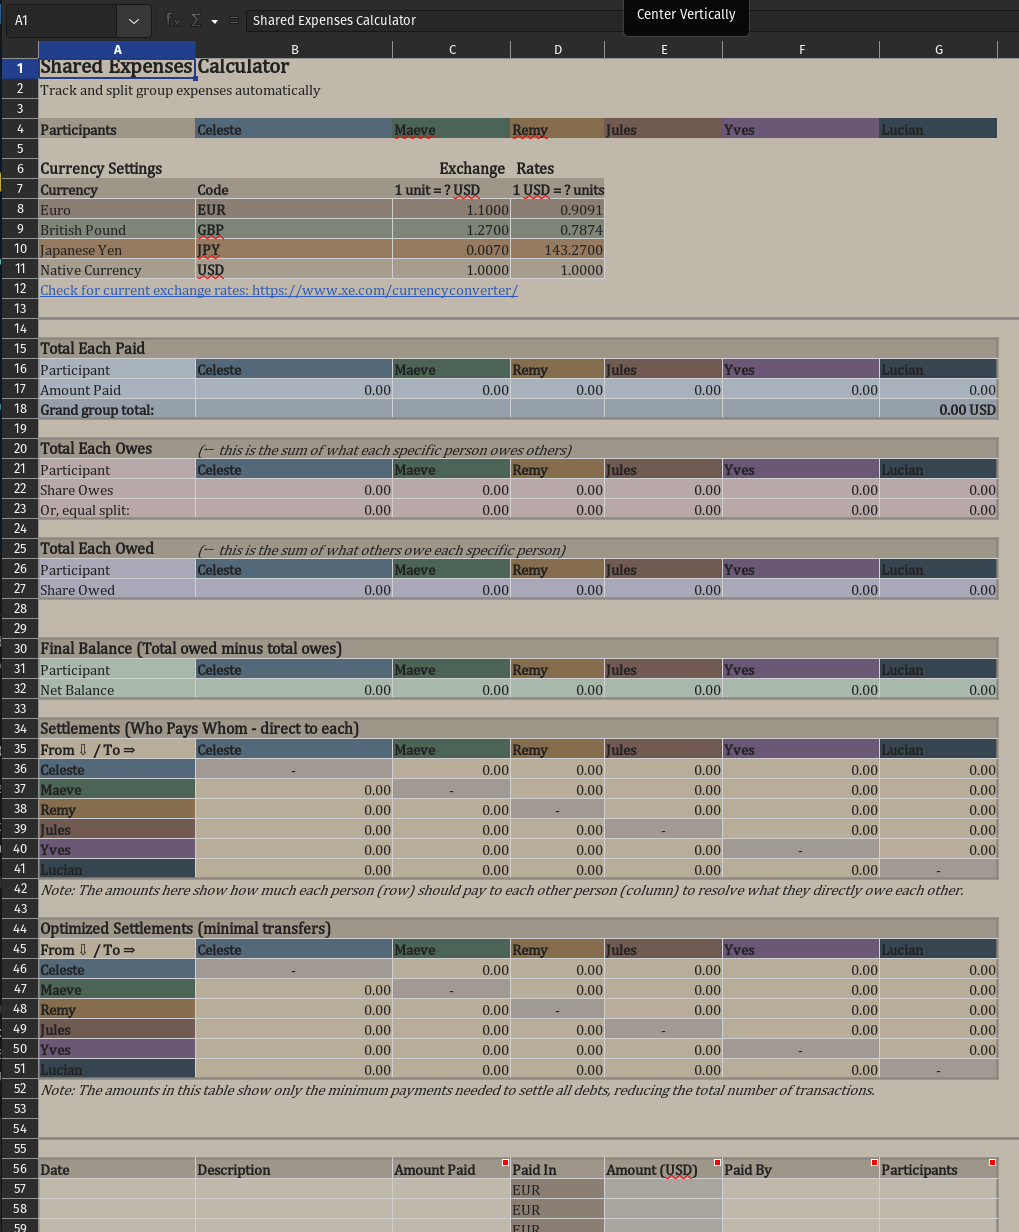 A1
fx Σ = Shared Expenses Calculator
Center Vertically
A B C D E F G
1 Shared Expenses Calculator
2 Track and split group expenses automatically
3
4 Participants Celeste Maeve Remy Jules Yves Lucian
5
6 Currency Settings Exchange Rates
7 Currency Code 1 unit = ? USD 1 USD = ? units
8 Euro EUR 1.1000 0.9091
9 British Pound GBP 1.2700 0.7874
10 Japanese Yen JPY 0.0070 143.2700
11 Native Currency USD 1.0000 1.0000
12 Check for current exchange rates: https://www.xe.com/currencyconverter/
13
14
15 Total Each Paid
16 Participant Celeste Maeve Remy Jules Yves Lucian
17 Amount Paid 0.00 0.00 0.00 0.00 0.00 0.00
18 Grand group total: 0.00 USD
19
20 Total Each Owes (← this is the sum of what each specific person owes others)
21 Participant Celeste Maeve Remy Jules Yves Lucian
22 Share Owes 0.00 0.00 0.00 0.00 0.00 0.00
23 Or, equal split: 0.00 0.00 0.00 0.00 0.00 0.00
24
25 Total Each Owed (← this is the sum of what others owe each specific person)
26 Participant Celeste Maeve Remy Jules Yves Lucian
27 Share Owed 0.00 0.00 0.00 0.00 0.00 0.00
28
29
30 Final Balance (Total owed minus total owes)
31 Participant Celeste Maeve Remy Jules Yves Lucian
32 Net Balance 0.00 0.00 0.00 0.00 0.00 0.00
33
34 Settlements (Who Pays Whom - direct to each)
35 From ⇩ / To ⇒ Celeste Maeve Remy Jules Yves Lucian
36 Celeste - 0.00 0.00 0.00 0.00 0.00
37 Maeve 0.00 - 0.00 0.00 0.00 0.00
38 Remy 0.00 0.00 - 0.00 0.00 0.00
39 Jules 0.00 0.00 0.00 - 0.00 0.00
40 Yves 0.00 0.00 0.00 0.00 - 0.00
41 Lucian 0.00 0.00 0.00 0.00 0.00 -
42 Note: The amounts here show how much each person (row) should pay to each other person (column) to resolve what they directly owe each other.
43
44 Optimized Settlements (minimal transfers)
45 From ⇩ / To ⇒ Celeste Maeve Remy Jules Yves Lucian
46 Celeste - 0.00 0.00 0.00 0.00 0.00
47 Maeve 0.00 - 0.00 0.00 0.00 0.00
48 Remy 0.00 0.00 - 0.00 0.00 0.00
49 Jules 0.00 0.00 0.00 - 0.00 0.00
50 Yves 0.00 0.00 0.00 0.00 - 0.00
51 Lucian 0.00 0.00 0.00 0.00 0.00 -
52 Note: The amounts in this table show only the minimum payments needed to settle all debts, reducing the total number of transactions.
53
54
55
56 Date Description Amount Paid Paid In Amount (USD) Paid By Participants
57 EUR
58 EUR
59 EUR